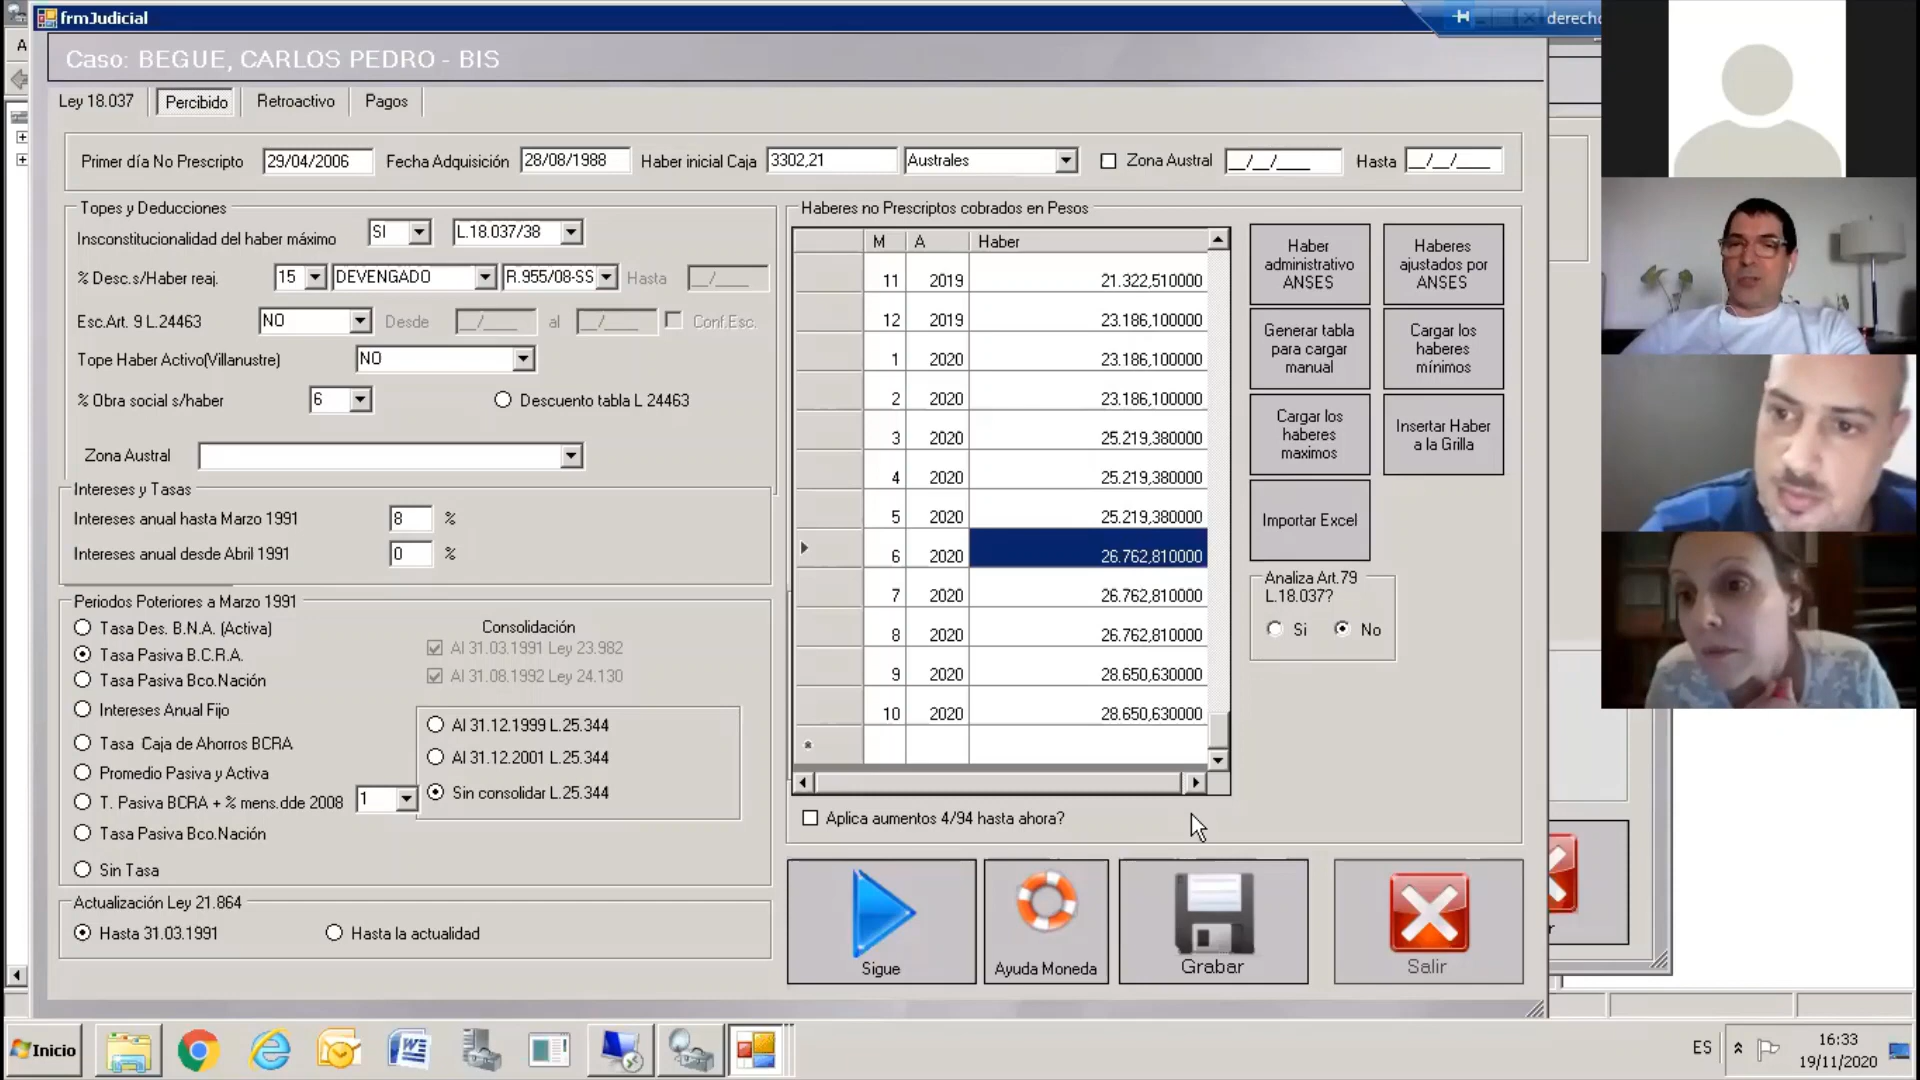 frmJudicial
derecho
Caso: BEGUE, CARLOS PEDRO - BIS
Ley 18.037
Percibido
Retroactivo
Pagos
Primer día No Prescripto 29/04/2006 Fecha Adquisición 28/08/1988 Haber inicial Caja 3302,21 Australes Zona Austral __/__/____ Hasta __/__/____
Topes y Deducciones
Insconstitucionalidad del haber máximo SI L.18.037/38
% Desc.s/Haber reaj. 15 DEVENGADO R.955/08-SS Hasta __/____
Esc.Art. 9 L.24463 NO Desde __/____ al __/____ Conf.Esc.
Tope Haber Activo(Villanustre) NO
% Obra social s/haber 6 Descuento tabla L 24463
Zona Austral
Intereses y Tasas
Intereses anual hasta Marzo 1991 8 %
Intereses anual desde Abril 1991 0 %
Periodos Poteriores a Marzo 1991
Tasa Des. B.N.A. (Activa)
Tasa Pasiva B.C.R.A.
Tasa Pasiva Bco.Nación
Intereses Anual Fijo
Tasa Caja de Ahorros BCRA
Promedio Pasiva y Activa
T. Pasiva BCRA + % mens.dde 2008 1
Tasa Pasiva Bco.Nación
Sin Tasa
Consolidación
Al 31.03.1991 Ley 23.982
Al 31.08.1992 Ley 24.130
Al 31.12.1999 L.25.344
Al 31.12.2001 L.25.344
Sin consolidar L.25.344
Actualización Ley 21.864
Hasta 31.03.1991
Hasta la actualidad
Haberes no Prescriptos cobrados en Pesos
M A Haber
11 2019 21.322,510000
12 2019 23.186,100000
1 2020 23.186,100000
2 2020 23.186,100000
3 2020 25.219,380000
4 2020 25.219,380000
5 2020 25.219,380000
6 2020 26.762,810000
7 2020 26.762,810000
8 2020 26.762,810000
9 2020 28.650,630000
10 2020 28.650,630000
*
Aplica aumentos 4/94 hasta ahora?
Haber
administrativo
ANSES
Haberes
ajustados por
ANSES
Generar tabla
para cargar
manual
Cargar los
haberes
mínimos
Cargar los
haberes
maximos
Insertar Haber
a la Grilla
Importar Excel
Analiza Art.79
L.18.037?
Si No
Sigue
Ayuda Moneda
Grabar
Salir
Inicio
ES
16:33
19/11/2020